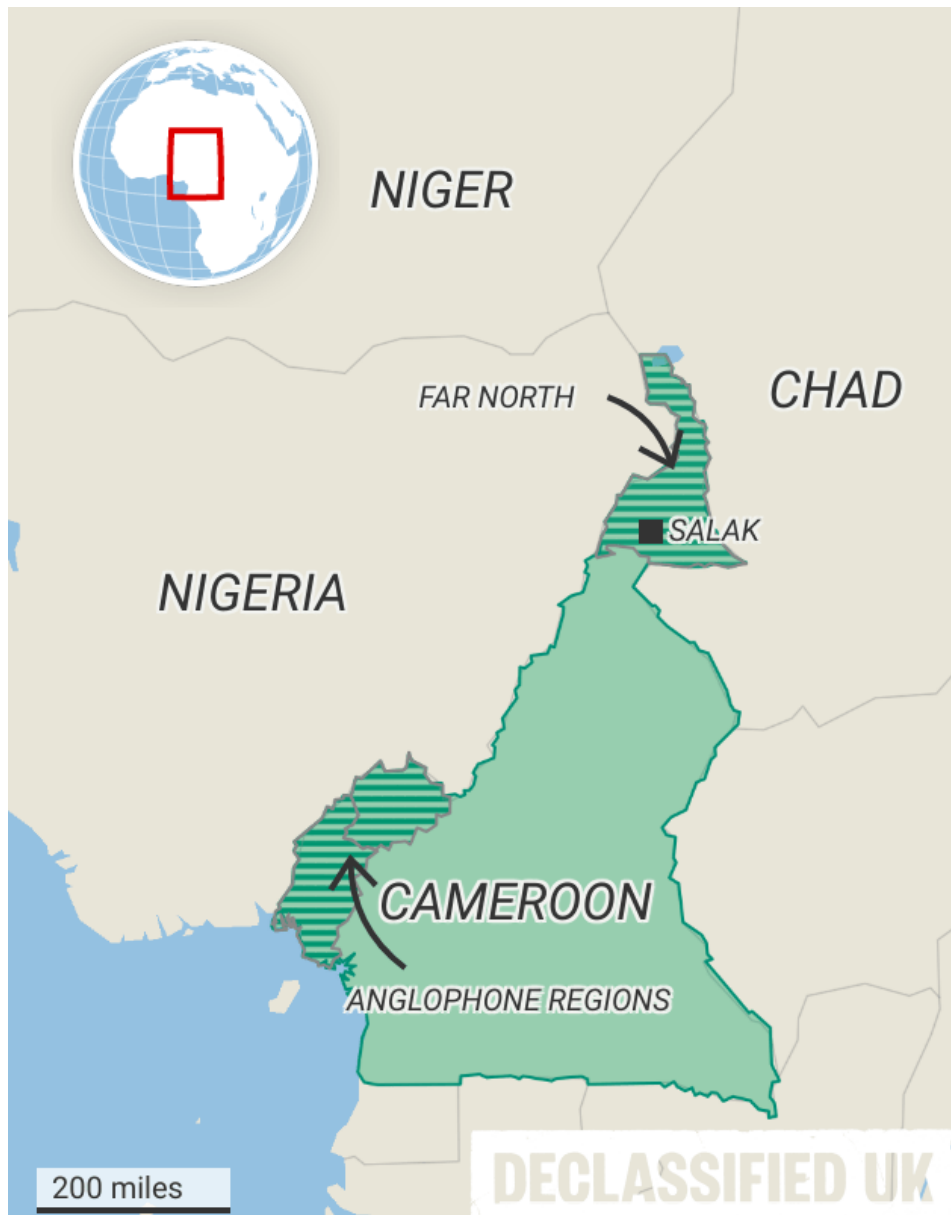 NIGER
FAR NORTH
CHAD
SALAK
NIGERIA
CAMEROON
ANGLOPHONE REGIONS
200 miles
DECLASSIFIED UK